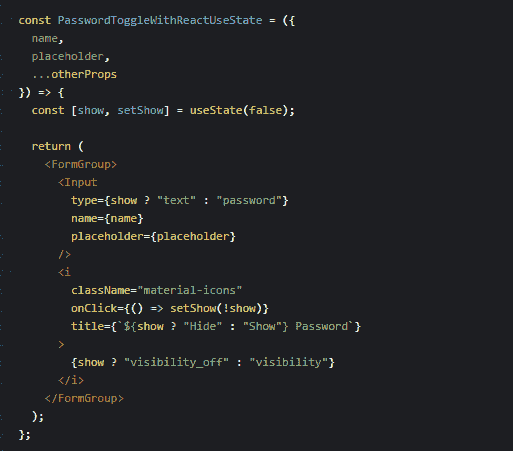 const PasswordToggleWithReactUseState = ({
  name,
  placeholder,
  ...otherProps
}) => {
  const [show, setShow] = useState(false);
  return (
    <FormGroup>
      <Input
        type={show ? "text" : "password"}
        name={name}
        placeholder={placeholder}
      />
      <i
        className="material-icons"
        onClick={() => setShow(!show)}
        title={`${show ? "Hide" : "Show"} Password`}
      >
        {show ? "visibility_off" : "visibility"}
      </i>
    </FormGroup>
  );
};